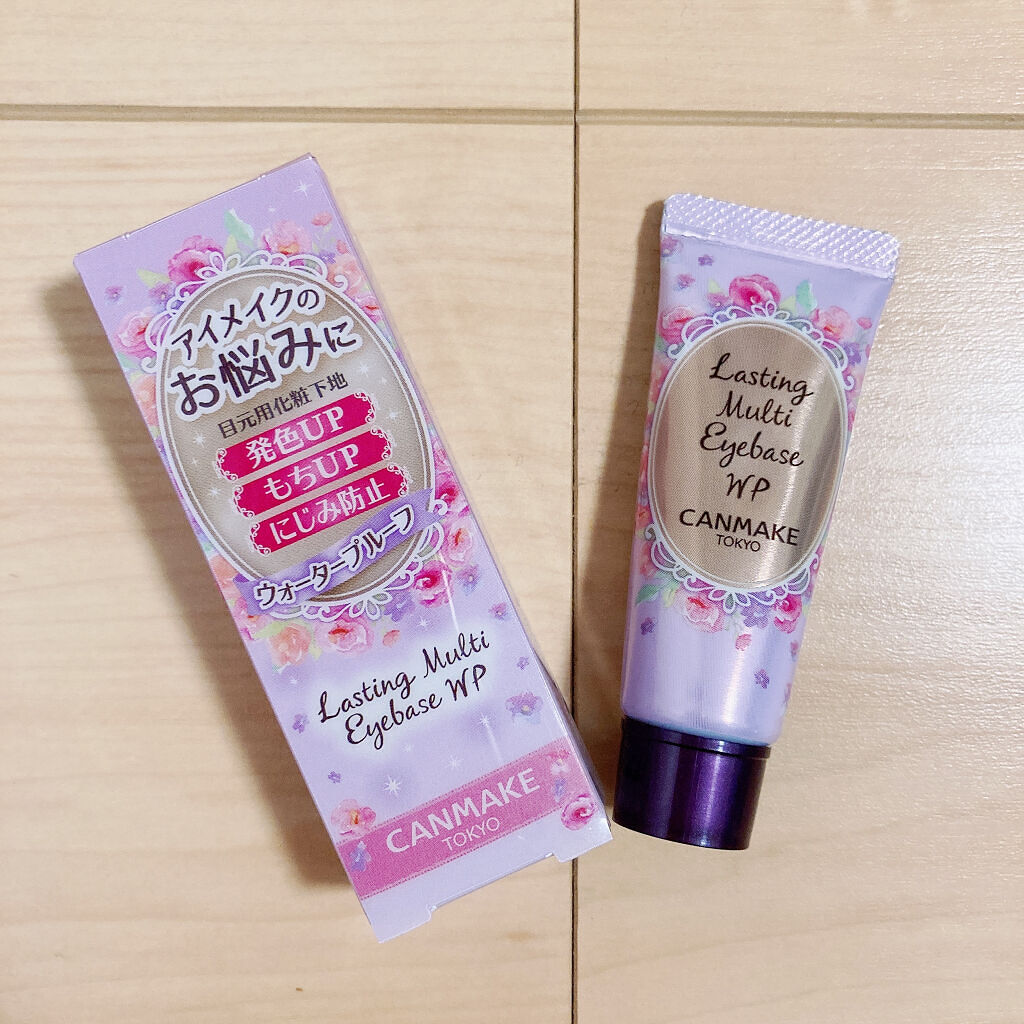 アイメイクの
お悩みに
目元用化粧下地
発色UP
もちUP
にじみ防止
ウォータープルーフ
Lasting Multi
Eyebase WP
CANMAKE
TOKYO
Lasting
Multi
Eyebase
WP
CANMAKE
TOKYO